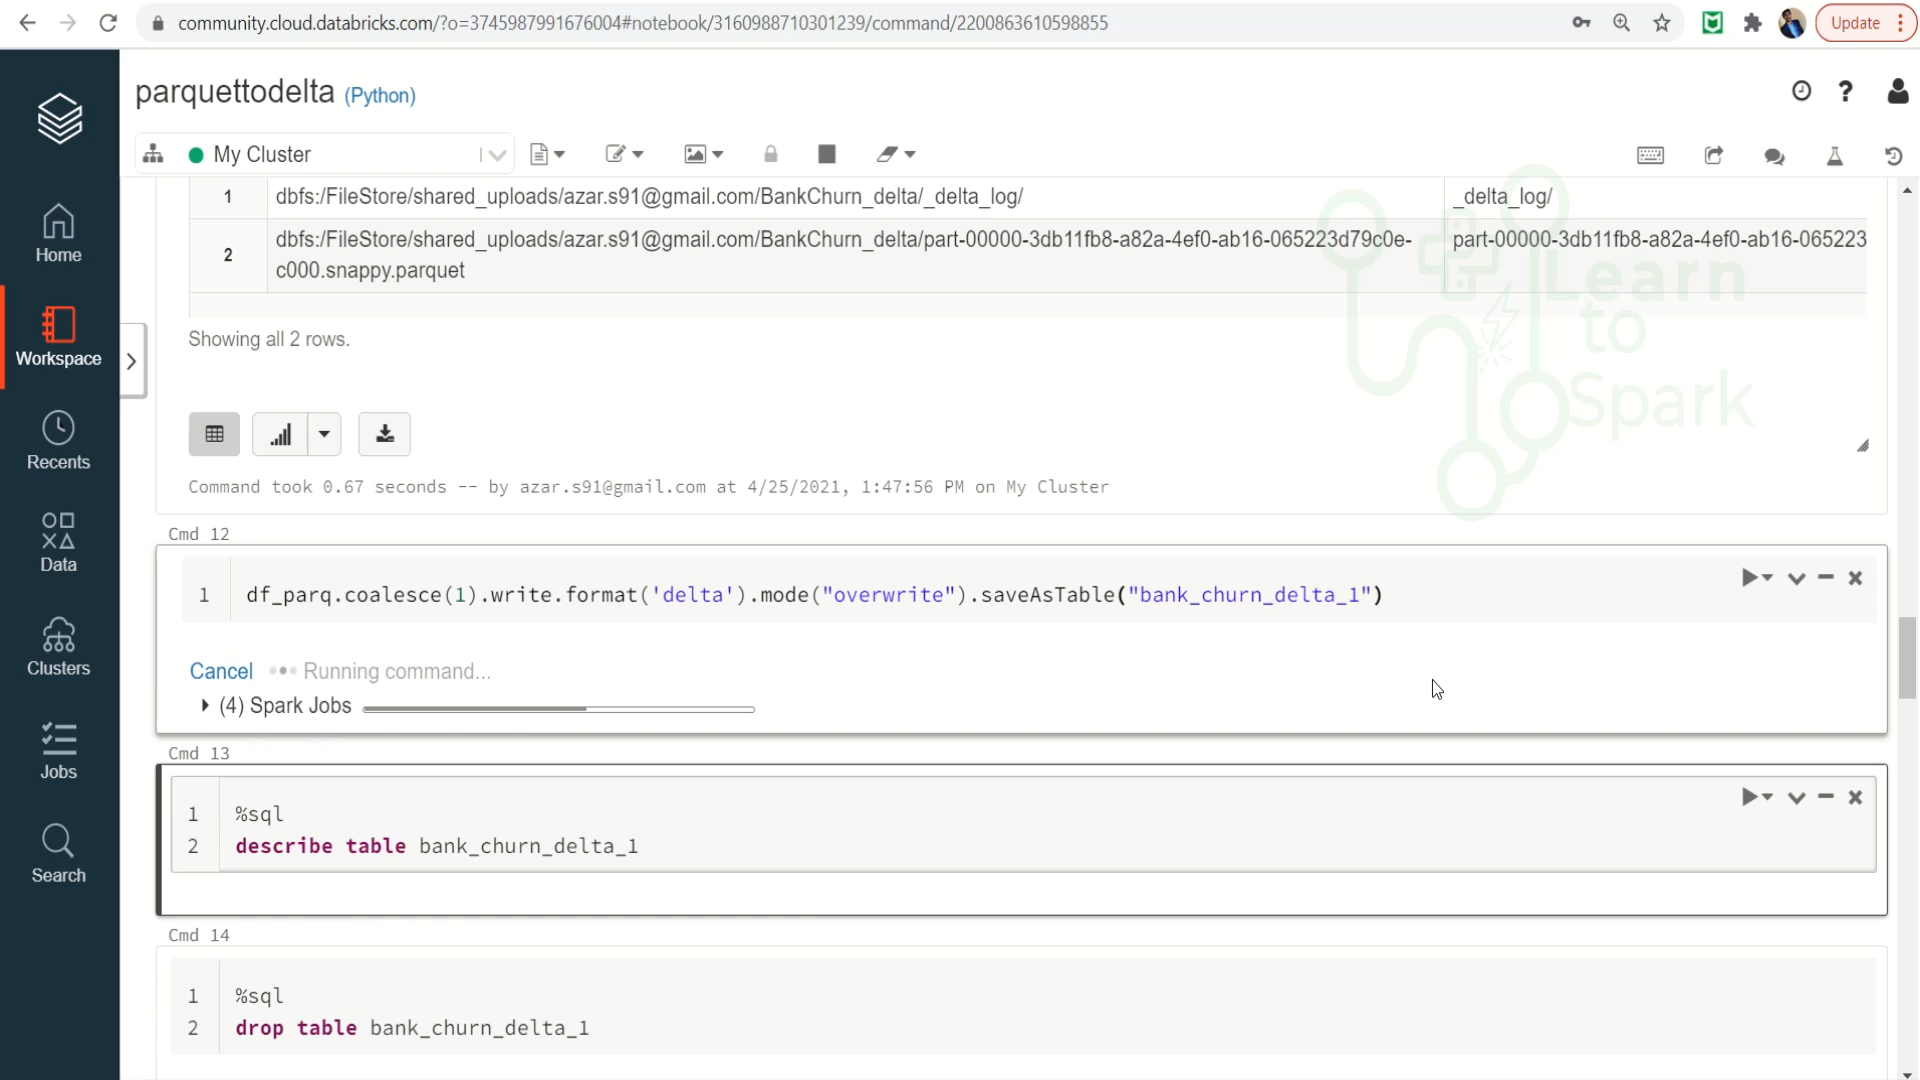 community.cloud.databricks.com/?o=3745987991676004#notebook/3160988710301239/command/2200863610598855
Update
parquettodelta (Python)
My Cluster
Home
Workspace
Recents
Data
Clusters
Jobs
Search
1 dbfs:/FileStore/shared_uploads/azar.s91@gmail.com/BankChurn_delta/_delta_log/ _delta_log/
2 dbfs:/FileStore/shared_uploads/azar.s91@gmail.com/BankChurn_delta/part-00000-3db11fb8-a82a-4ef0-ab16-065223d79c0e- part-00000-3db11fb8-a82a-4ef0-ab16-065223
c000.snappy.parquet
Learn
to
Spark
Showing all 2 rows.
Command took 0.67 seconds -- by azar.s91@gmail.com at 4/25/2021, 1:47:56 PM on My Cluster
Cmd 12
1 df_parq.coalesce(1).write.format('delta').mode("overwrite").saveAsTable("bank_churn_delta_1")
Cancel Running command...
(4) Spark Jobs
Cmd 13
1 %sql
2 describe table bank_churn_delta_1
Cmd 14
1 %sql
2 drop table bank_churn_delta_1